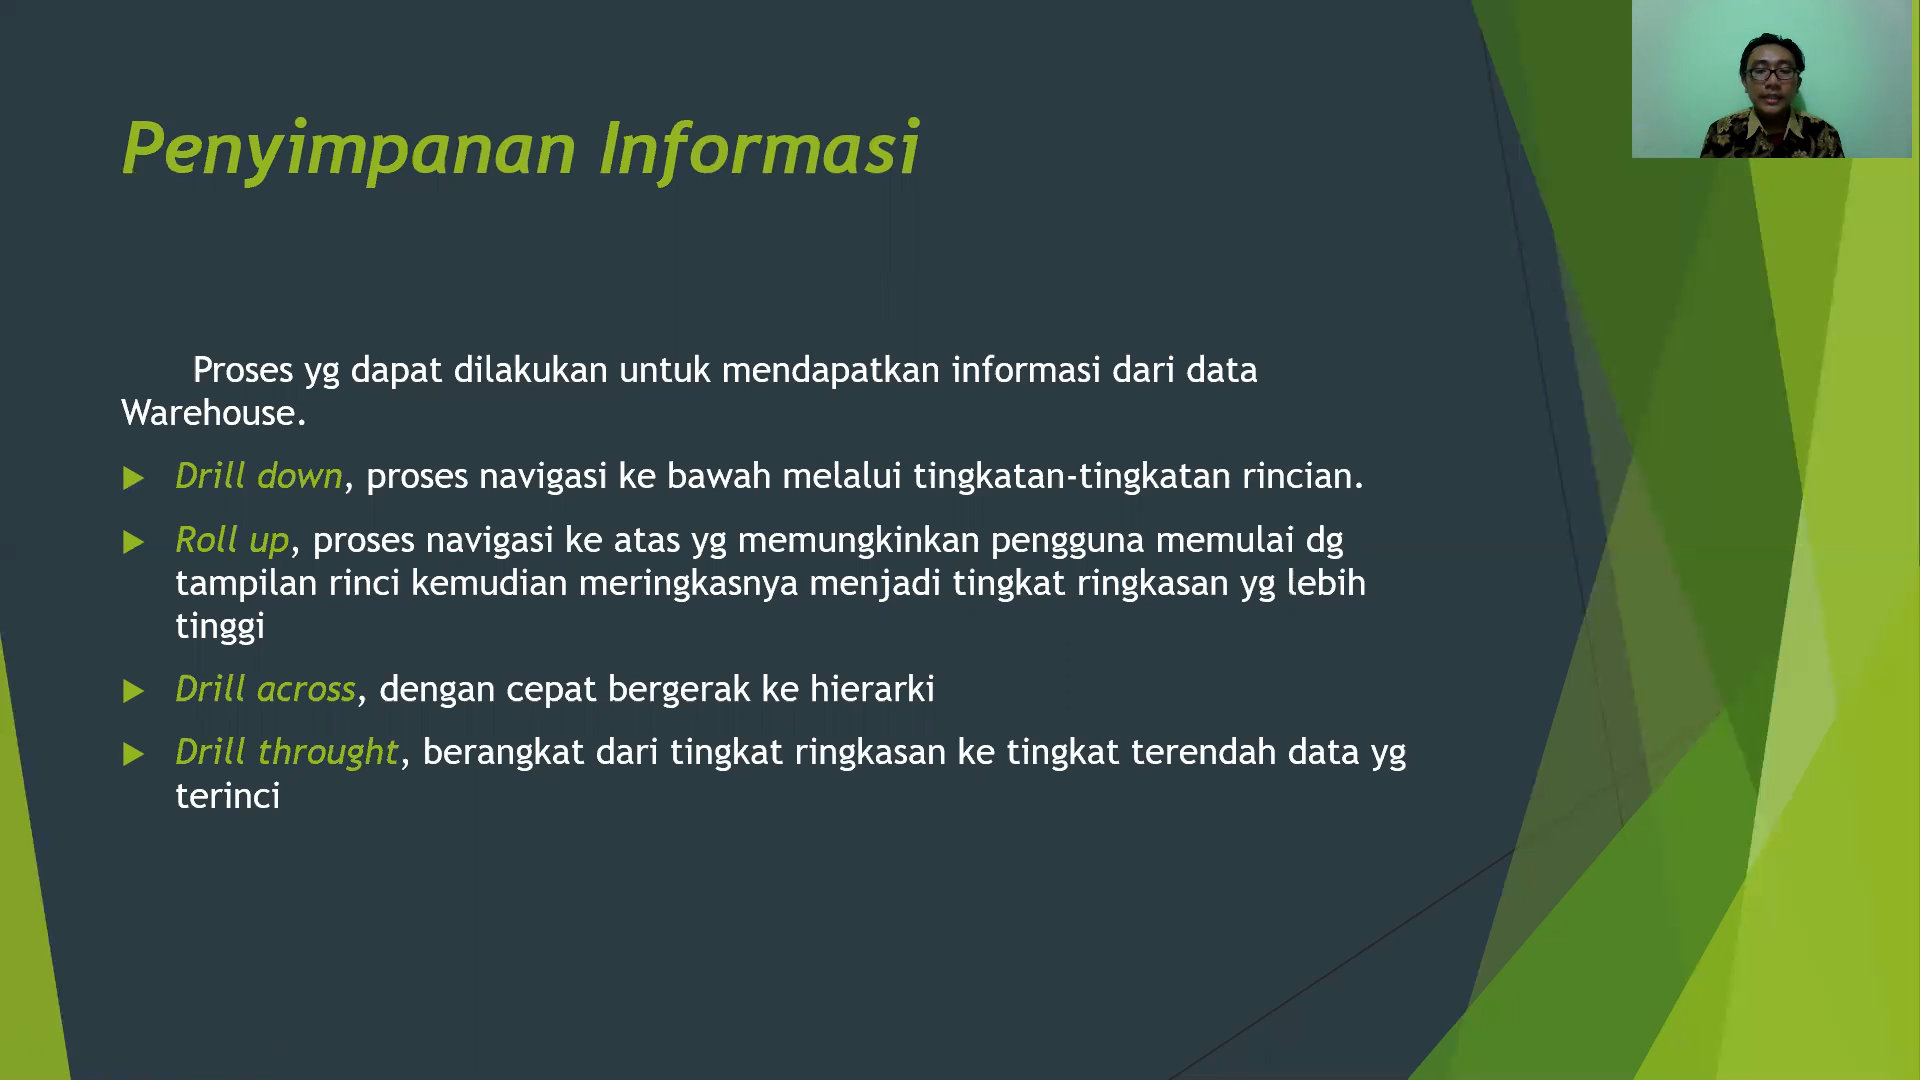 Penyimpanan Informasi
Proses yg dapat dilakukan untuk mendapatkan informasi dari data
Warehouse.
Drill down, proses navigasi ke bawah melalui tingkatan-tingkatan rincian.
Roll up, proses navigasi ke atas yg memungkinkan pengguna memulai dg
tampilan rinci kemudian meringkasnya menjadi tingkat ringkasan yg lebih
tinggi
Drill across, dengan cepat bergerak ke hierarki
Drill throught, berangkat dari tingkat ringkasan ke tingkat terendah data yg
terinci